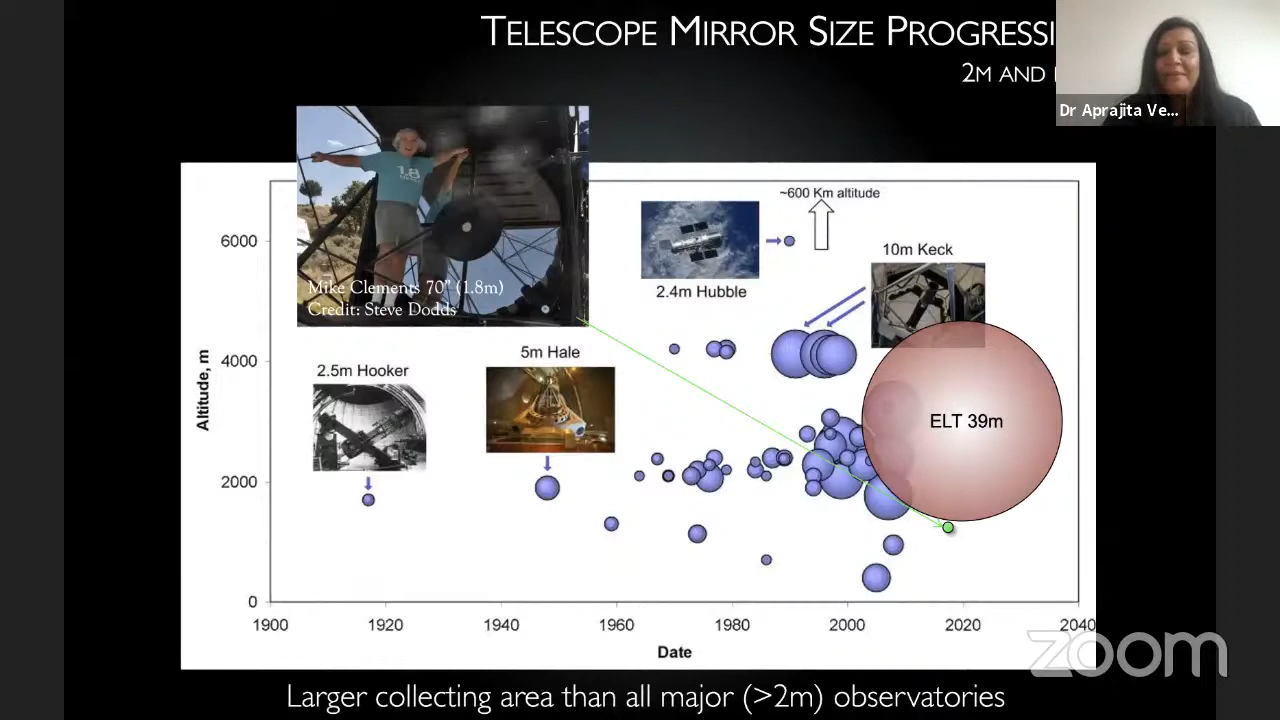 TELESCOPE MIRROR SIZE PROGRESSI
2M AND
Dr Aprajita Ve...
1.8
Mike Clements 70" (1.8m)
Credit: Steve Dodds
~600 Km altitude
2.4m Hubble
10m Keck
5m Hale
2.5m Hooker
ELT 39m
Altitude, m
6000
4000
2000
0
1900 1920 1940 1960 1980 2000 2020 2040
Date
zoom
Larger collecting area than all major (>2m) observatories